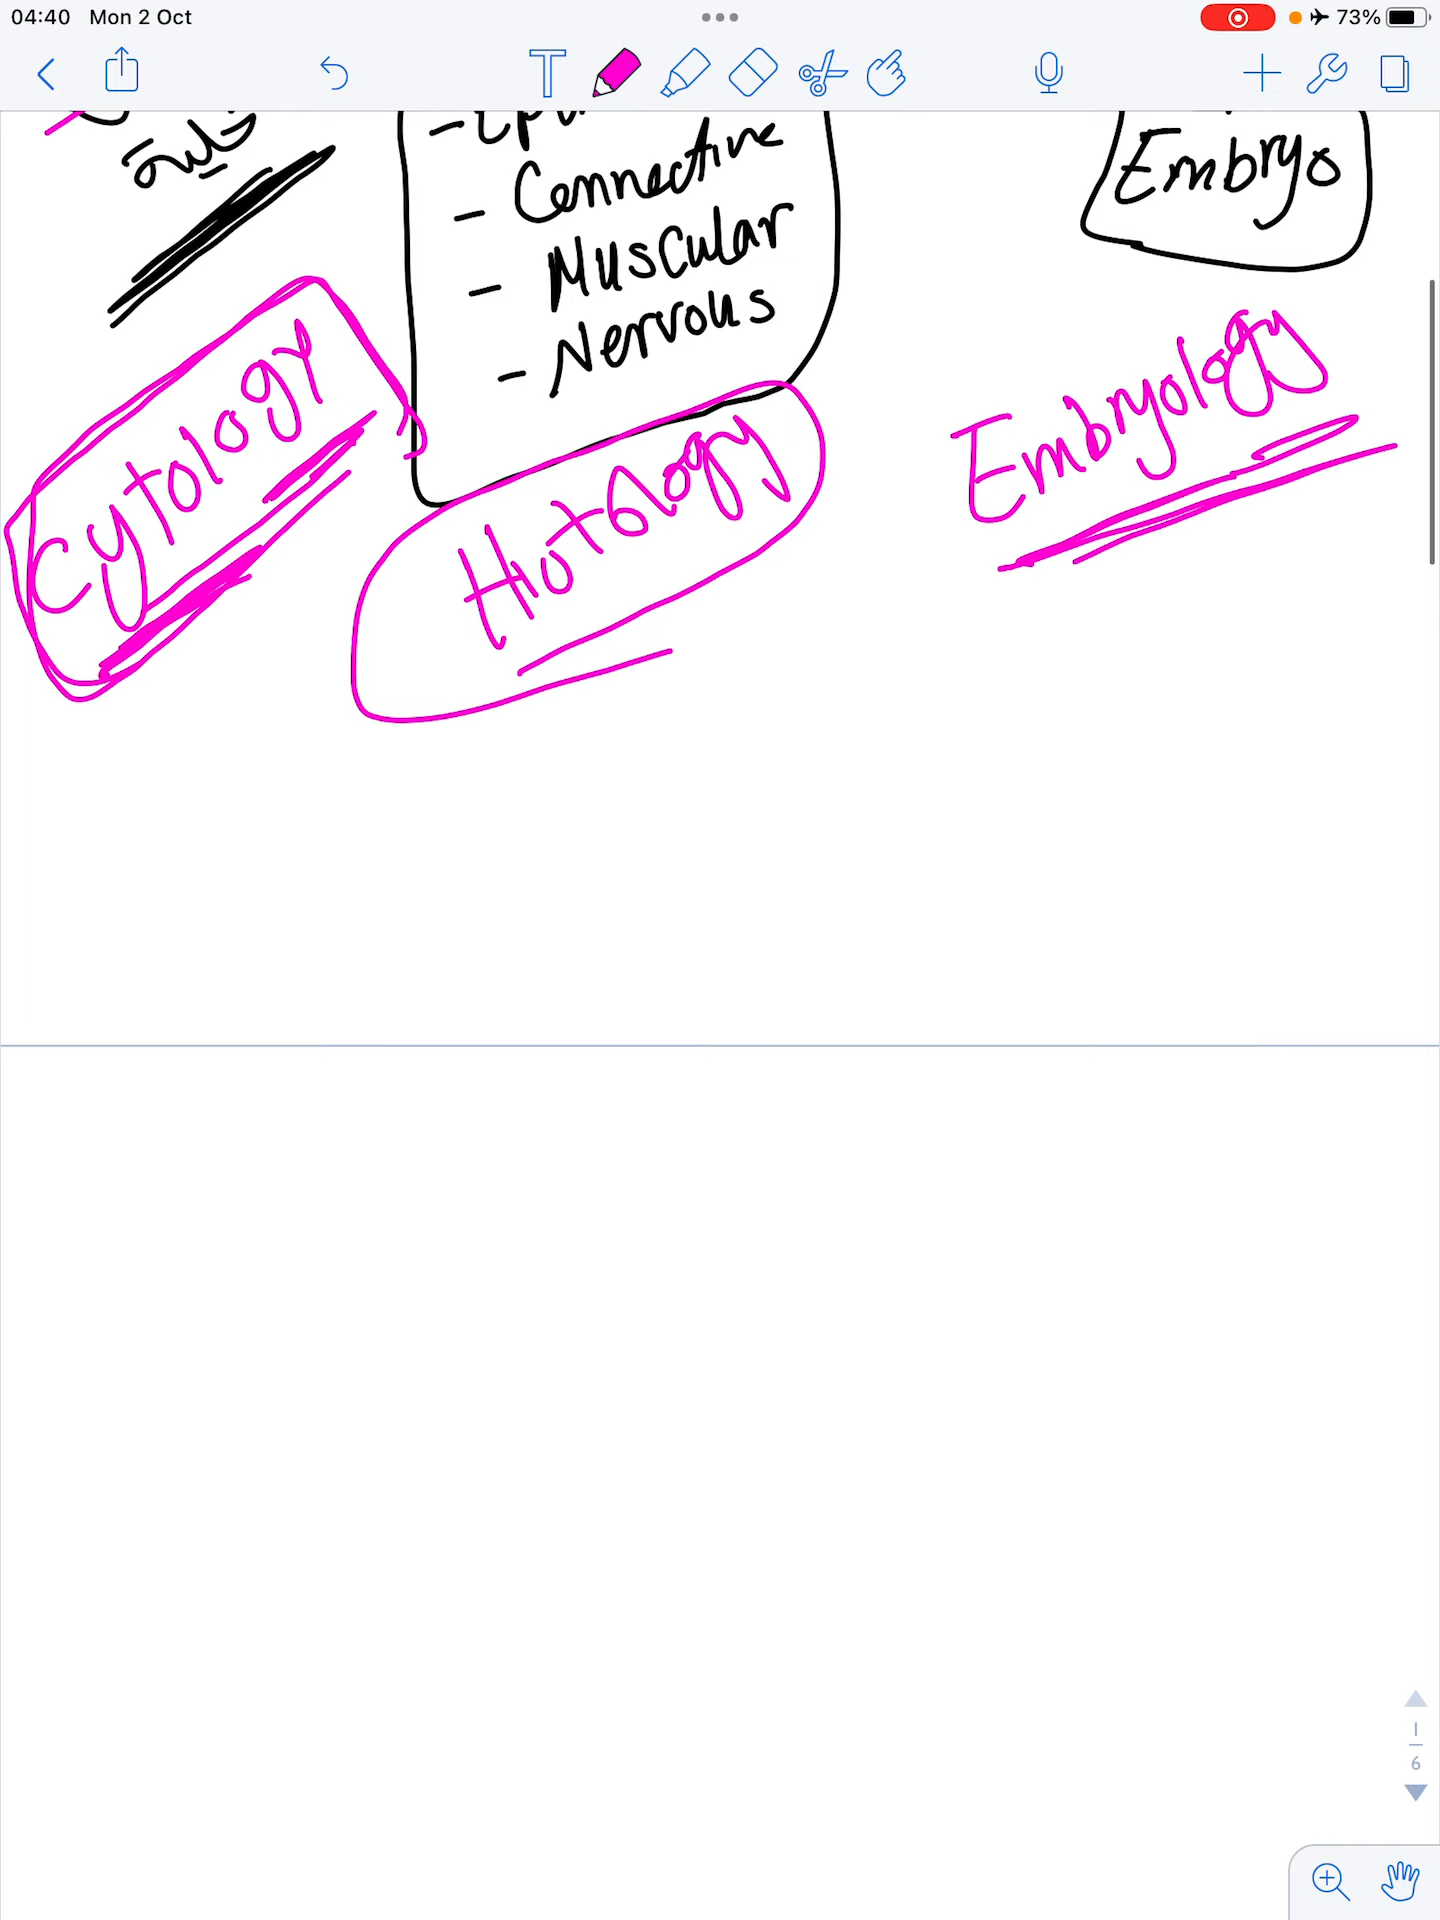 04:40 Mon 2 Oct
73%
- Connective
- Muscular
- Nervous
Embryo
Cytology
Histology
Embryology
1
6